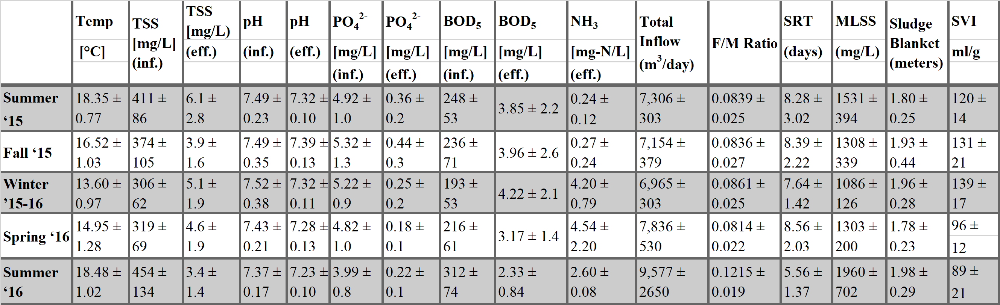 Temp [°C]
TSS [mg/L] (inf.)
TSS [mg/L) (eff.)
pH (inf.)
pH (eff.)
PO₄²⁻ [mg/L] (inf.)
PO₄²⁻ [mg/L] (eff.)
BOD₅ [mg/L] (inf.)
BOD₅ [mg/L] (eff.)
NH₃ [mg-N/L] (eff.)
Total Inflow (m³/day)
F/M Ratio
SRT (days)
MLSS (mg/L)
Sludge Blanket (meters)
SVI ml/g
Summer ‘15 18.35 ± 0.77 411 ± 86 6.1 ± 2.8 7.49 ± 0.23 7.32 ± 0.10 4.92 ± 1.0 0.36 ± 0.2 248 ± 53 3.85 ± 2.2 0.24 ± 0.12 7,306 ± 303 0.0839 ± 0.025 8.28 ± 3.02 1531 ± 394 1.80 ± 0.25 120 ± 14
Fall ‘15 16.52 ± 1.03 374 ± 105 3.9 ± 1.6 7.49 ± 0.35 7.39 ± 0.13 5.32 ± 1.3 0.44 ± 0.3 236 ± 71 3.96 ± 2.6 0.27 ± 0.24 7,154 ± 379 0.0836 ± 0.027 8.39 ± 2.22 1308 ± 339 1.93 ± 0.44 131 ± 21
Winter ’15-16 13.60 ± 0.97 306 ± 62 5.1 ± 1.9 7.52 ± 0.38 7.32 ± 0.11 5.22 ± 0.9 0.25 ± 0.2 193 ± 53 4.22 ± 2.1 4.20 ± 0.79 6,965 ± 303 0.0861 ± 0.025 7.64 ± 1.42 1086 ± 126 1.96 ± 0.28 139 ± 17
Spring ‘16 14.95 ± 1.28 319 ± 69 4.6 ± 1.9 7.43 ± 0.21 7.28 ± 0.13 4.82 ± 1.0 0.18 ± 0.1 216 ± 61 3.17 ± 1.4 4.54 ± 2.20 7,836 ± 530 0.0814 ± 0.022 8.56 ± 2.03 1303 ± 200 1.78 ± 0.23 96 ± 12
Summer ‘16 18.48 ± 1.02 454 ± 134 3.4 ± 1.4 7.37 ± 0.17 7.23 ± 0.10 3.99 ± 0.8 0.22 ± 0.1 312 ± 74 2.33 ± 0.84 2.60 ± 0.08 9,577 ± 2650 0.1215 ± 0.019 5.56 ± 1.37 1960 ± 702 1.98 ± 0.29 89 ± 21